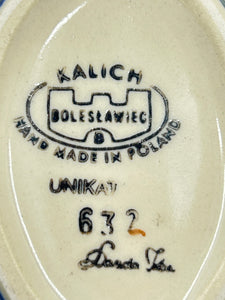 KALICH
BOLESŁAWIEC
B
HAND MADE IN POLAND
UNIKAT
632